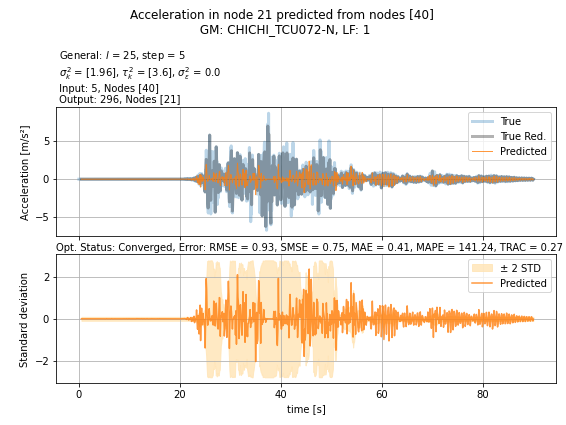 Acceleration in node 21 predicted from nodes [40]
GM: CHICHI_TCU072-N, LF: 1
General: l = 25, step = 5
σ²ₖ = [1.96], τ²ₖ = [3.6], σ²ε = 0.0
Input: 5, Nodes [40]
Output: 296, Nodes [21]
Acceleration [m/s²]
5
0
−5
True
True Red.
Predicted
Opt. Status: Converged, Error: RMSE = 0.93, SMSE = 0.75, MAE = 0.41, MAPE = 141.24, TRAC = 0.27
Standard deviation
2
0
−2
± 2 STD
Predicted
0 20 40 60 80
time [s]